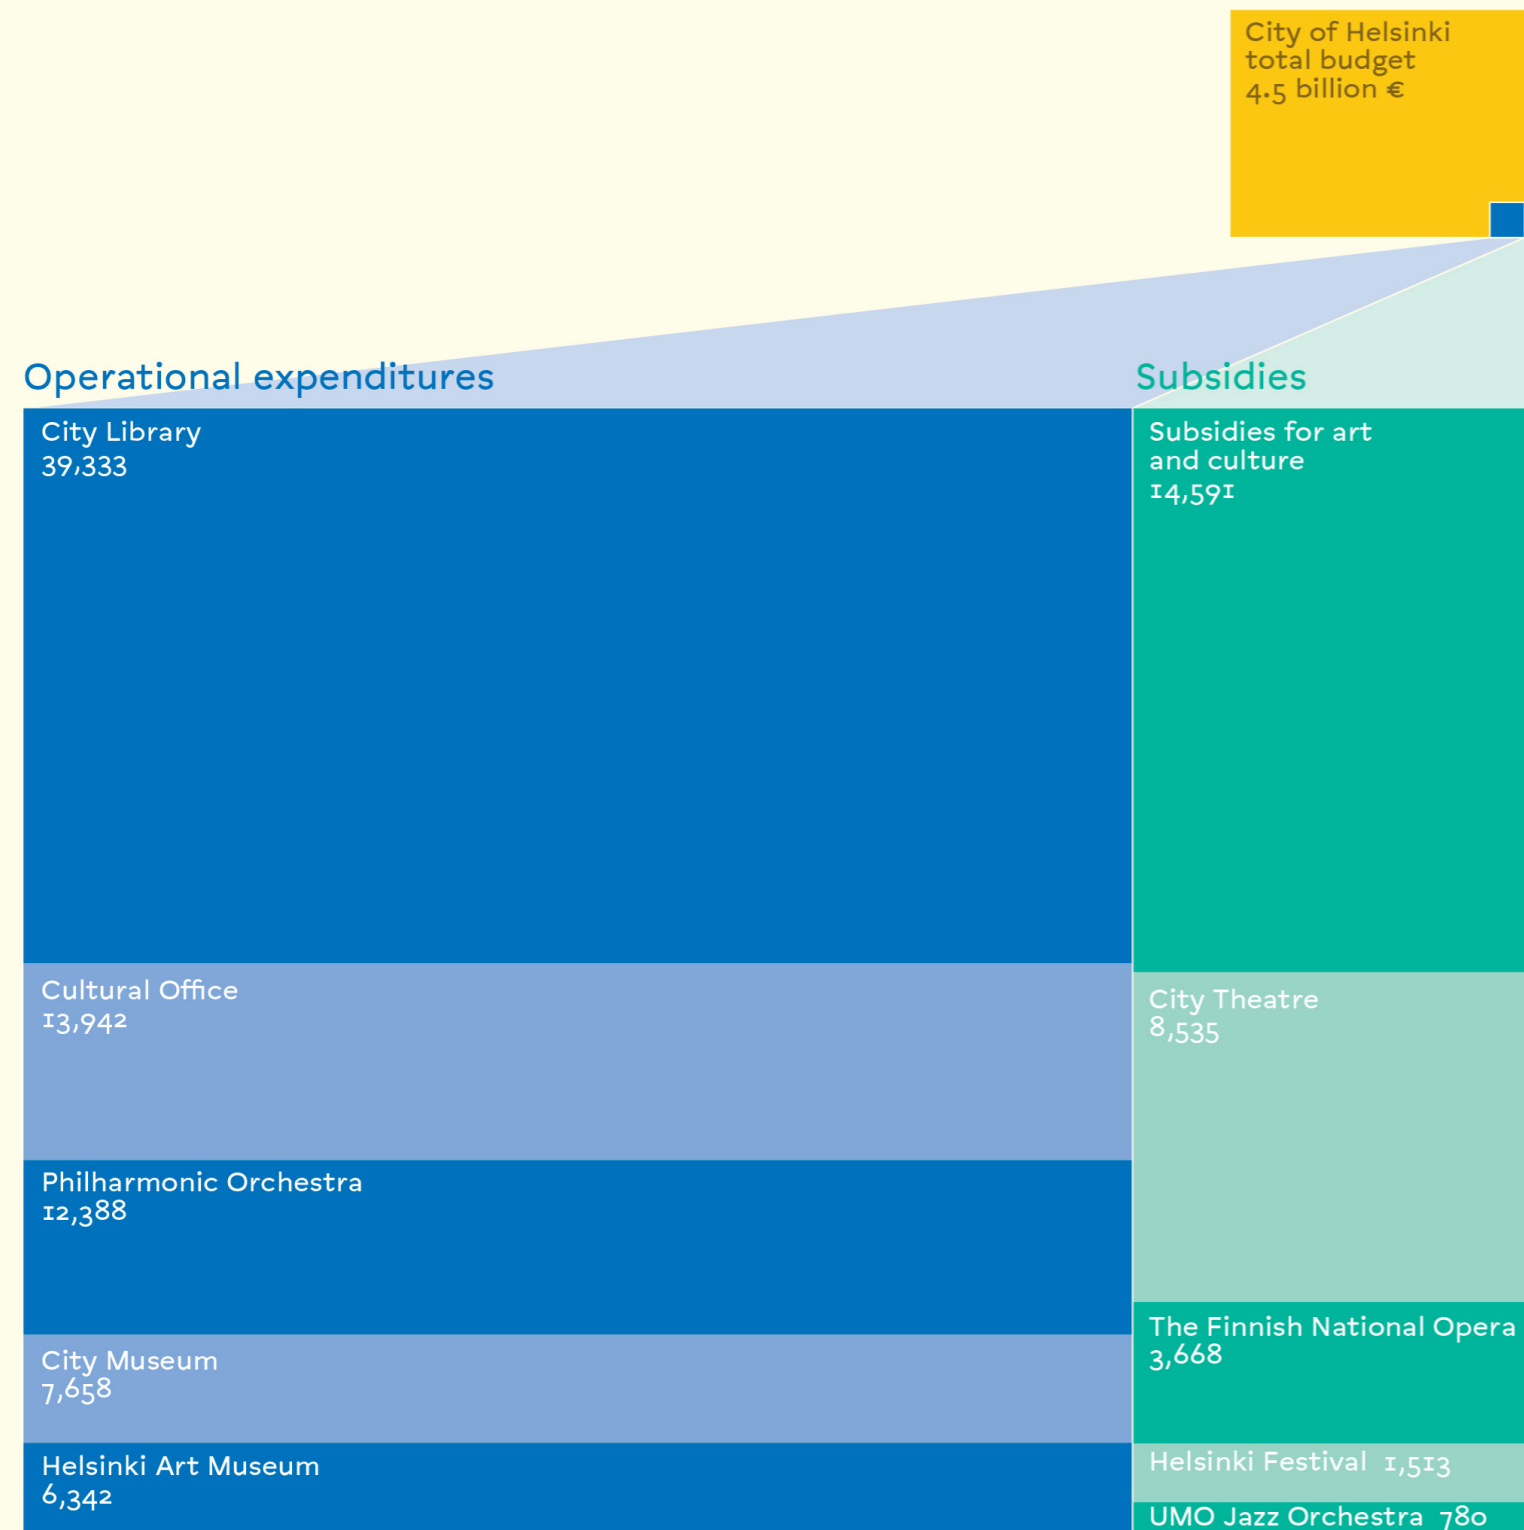 City of Helsinki
total budget
4.5 billion €
Operational expenditures
City Library
39,333
Cultural Office
13,942
Philharmonic Orchestra
12,388
City Museum
7,658
Helsinki Art Museum
6,342
Subsidies
Subsidies for art
and culture
14,591
City Theatre
8,535
The Finnish National Opera
3,668
Helsinki Festival 1,513
UMO Jazz Orchestra 780